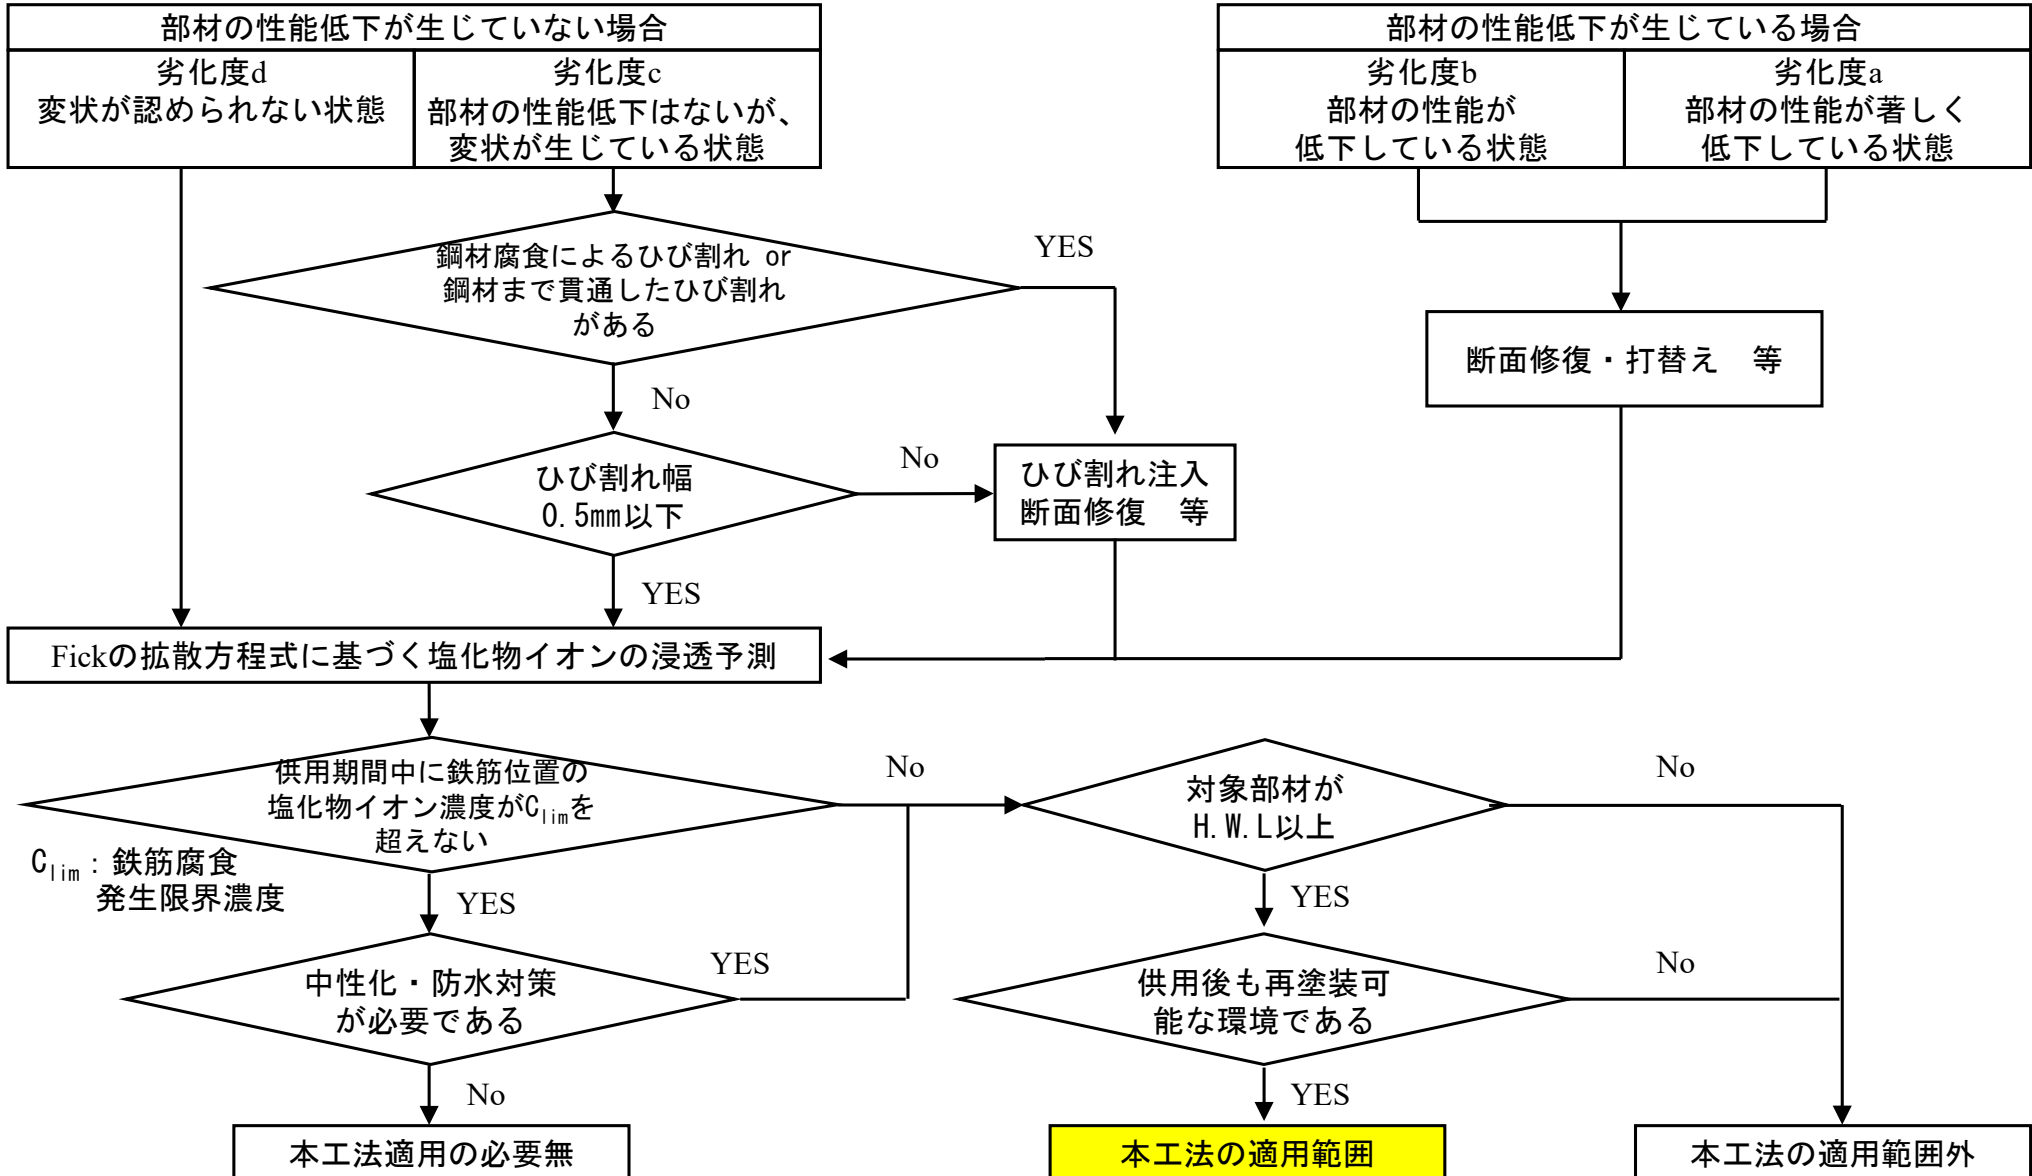 部材の性能低下が生じていない場合
劣化度d
変状が認められない状態
劣化度c
部材の性能低下はないが、
変状が生じている状態
部材の性能低下が生じている場合
劣化度b
部材の性能が
低下している状態
劣化度a
部材の性能が著しく
低下している状態
鋼材腐食によるひび割れ or
鋼材まで貫通したひび割れ
がある
YES
No
断面修復・打替え　等
ひび割れ幅
0.5mm以下
No
ひび割れ注入
断面修復　等
YES
Fickの拡散方程式に基づく塩化物イオンの浸透予測
供用期間中に鉄筋位置の
塩化物イオン濃度がClimを
超えない
No
Clim：鉄筋腐食
発生限界濃度
YES
対象部材が
H.W.L以上
No
YES
中性化・防水対策
が必要である
YES
供用後も再塗装可
能な環境である
No
No
YES
本工法適用の必要無
本工法の適用範囲
本工法の適用範囲外